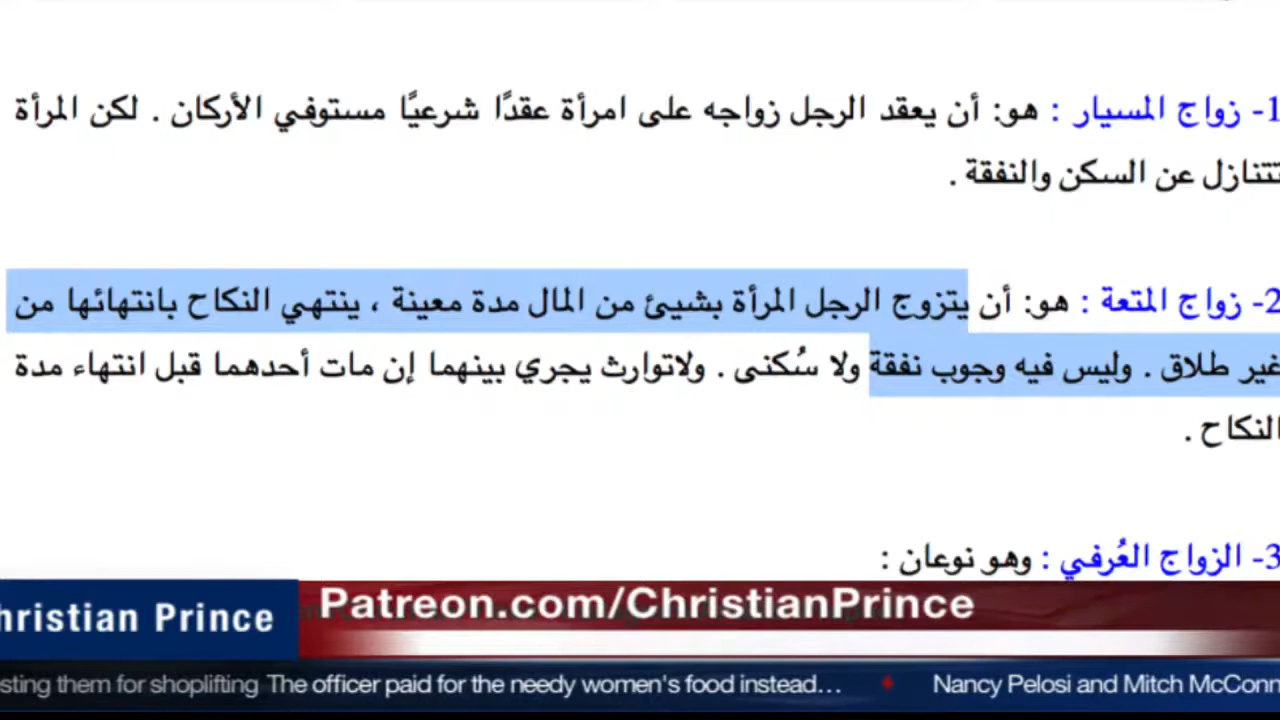 1- زواج المسيار : هو: أن يعقد الرجل زواجه على امرأة عقدًا شرعيًا مستوفي الأركان . لكن المرأة
تتنازل عن السكن والنفقة .
2- زواج المتعة : هو: أن يتزوج الرجل المرأة بشيئ من المال مدة معينة ، ينتهي النكاح بانتهائها من
غير طلاق . وليس فيه وجوب نفقة ولا سُكنى . ولاتوارث يجري بينهما إن مات أحدهما قبل انتهاء مدة
النكاح .
3- الزواج العُرفي : وهو نوعان :
hristian Prince
Patreon.com/ChristianPrince
sting them for shoplifting The officer paid for the needy women's food instead... Nancy Pelosi and Mitch McConn